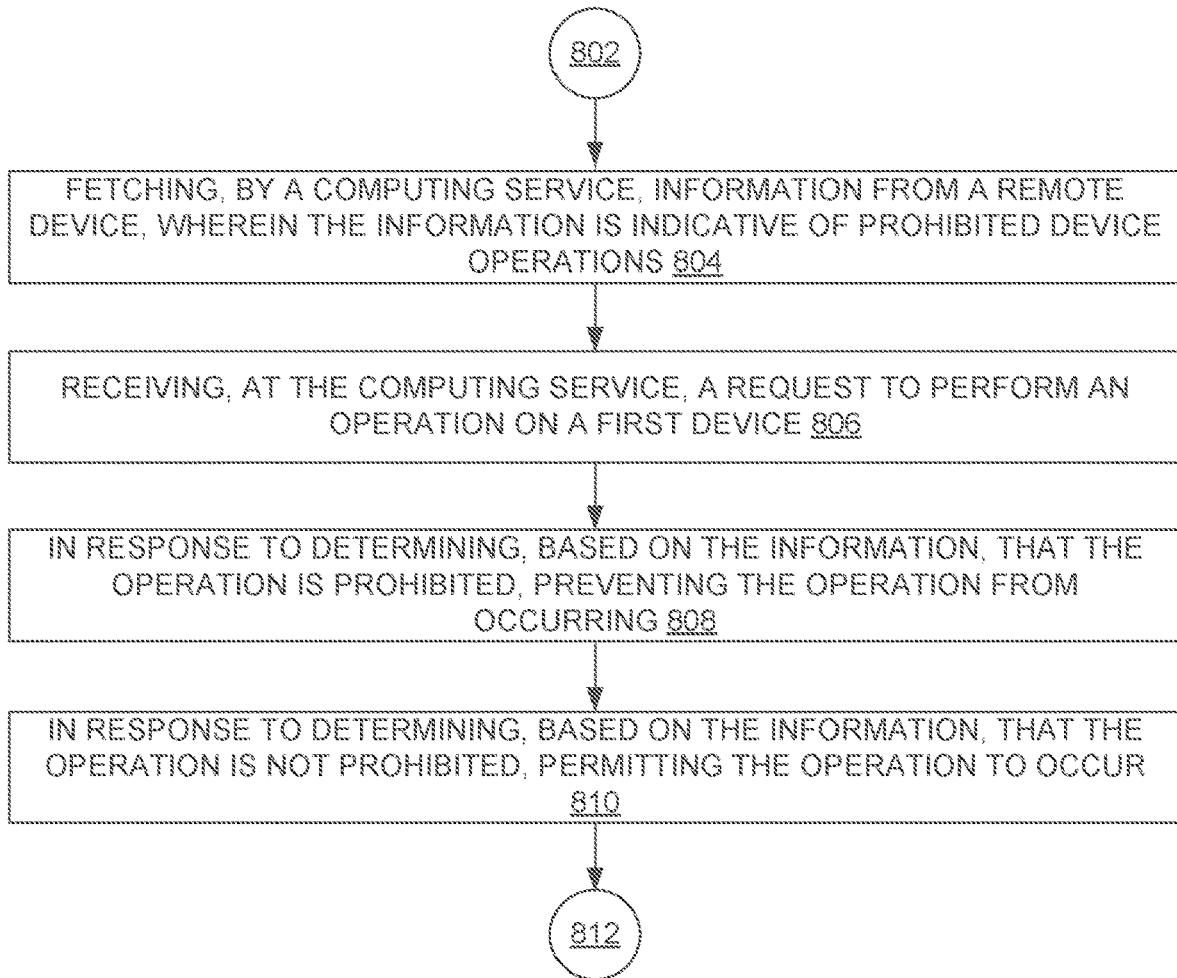 802
FETCHING, BY A COMPUTING SERVICE, INFORMATION FROM A REMOTE
DEVICE, WHEREIN THE INFORMATION IS INDICATIVE OF PROHIBITED DEVICE
OPERATIONS 804
RECEIVING, AT THE COMPUTING SERVICE, A REQUEST TO PERFORM AN
OPERATION ON A FIRST DEVICE 806
IN RESPONSE TO DETERMINING, BASED ON THE INFORMATION, THAT THE
OPERATION IS PROHIBITED, PREVENTING THE OPERATION FROM
OCCURRING 808
IN RESPONSE TO DETERMINING, BASED ON THE INFORMATION, THAT THE
OPERATION IS NOT PROHIBITED, PERMITTING THE OPERATION TO OCCUR
810
812